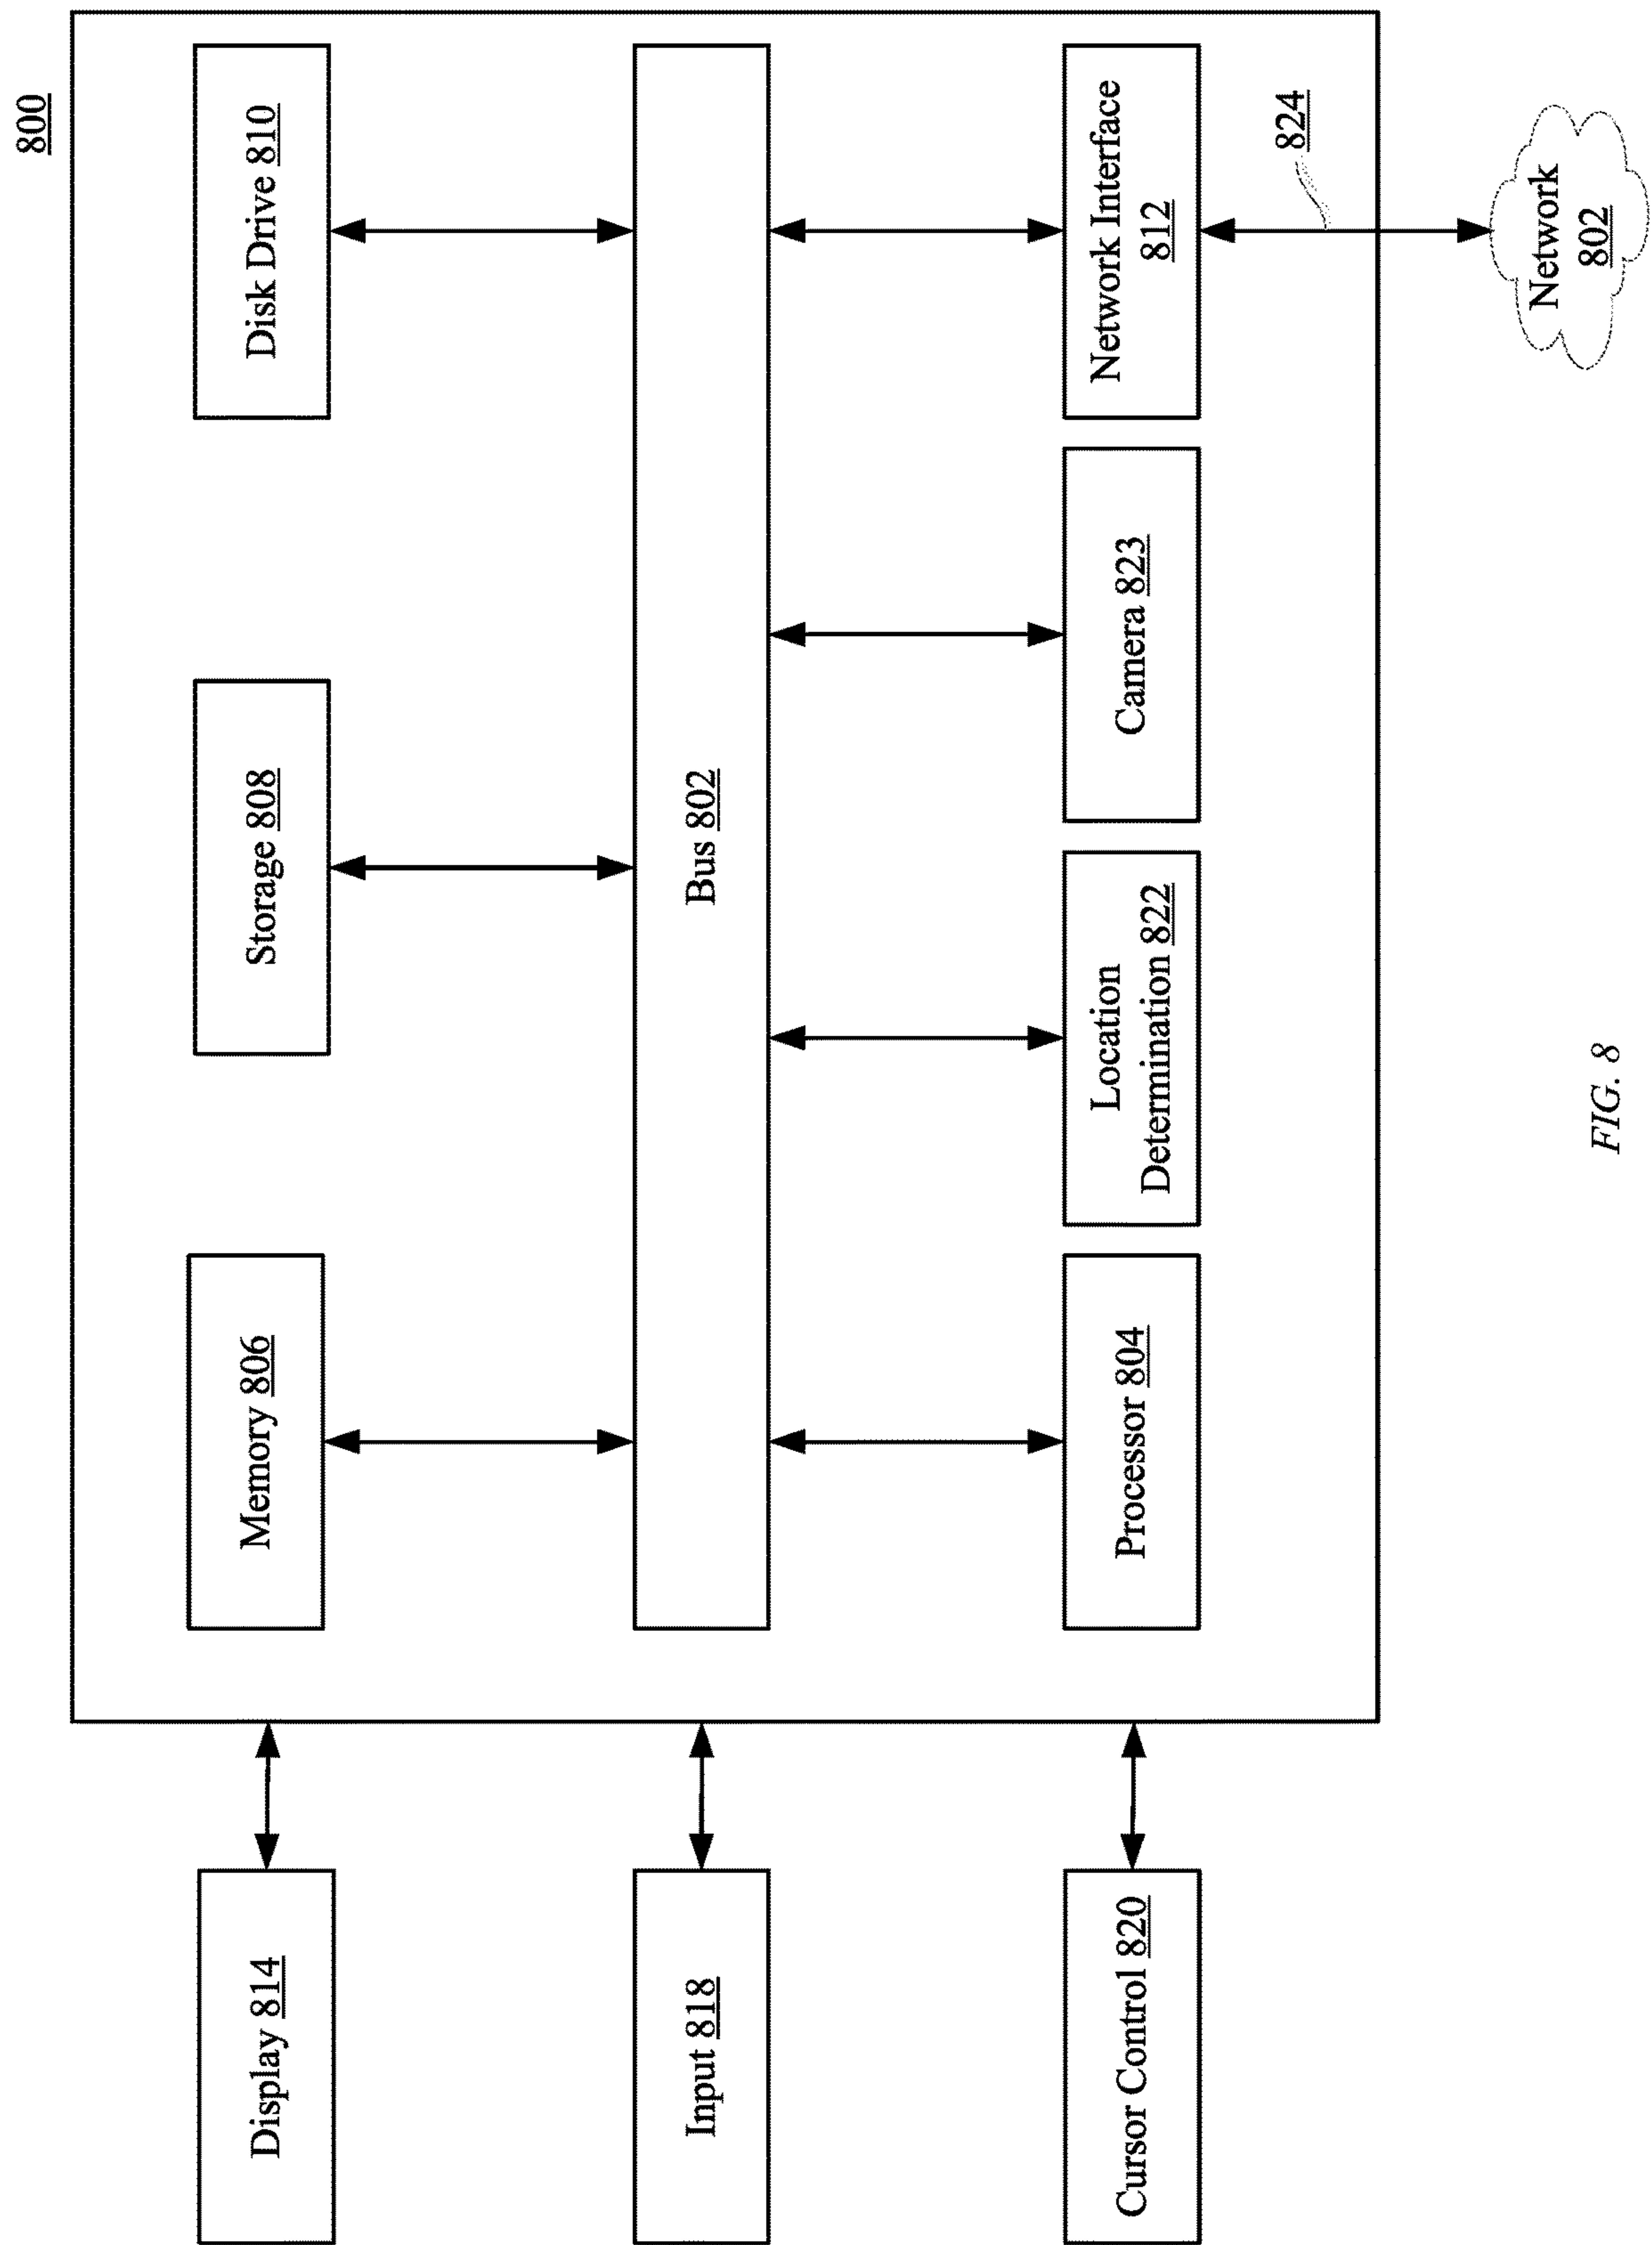 800
Memory 806
Storage 808
Disk Drive 810
Display 814
Bus 802
Input 818
Processor 804
Location
Determination 822
Camera 823
Network Interface
812
Cursor Control 820
824
Network
802
FIG. 8